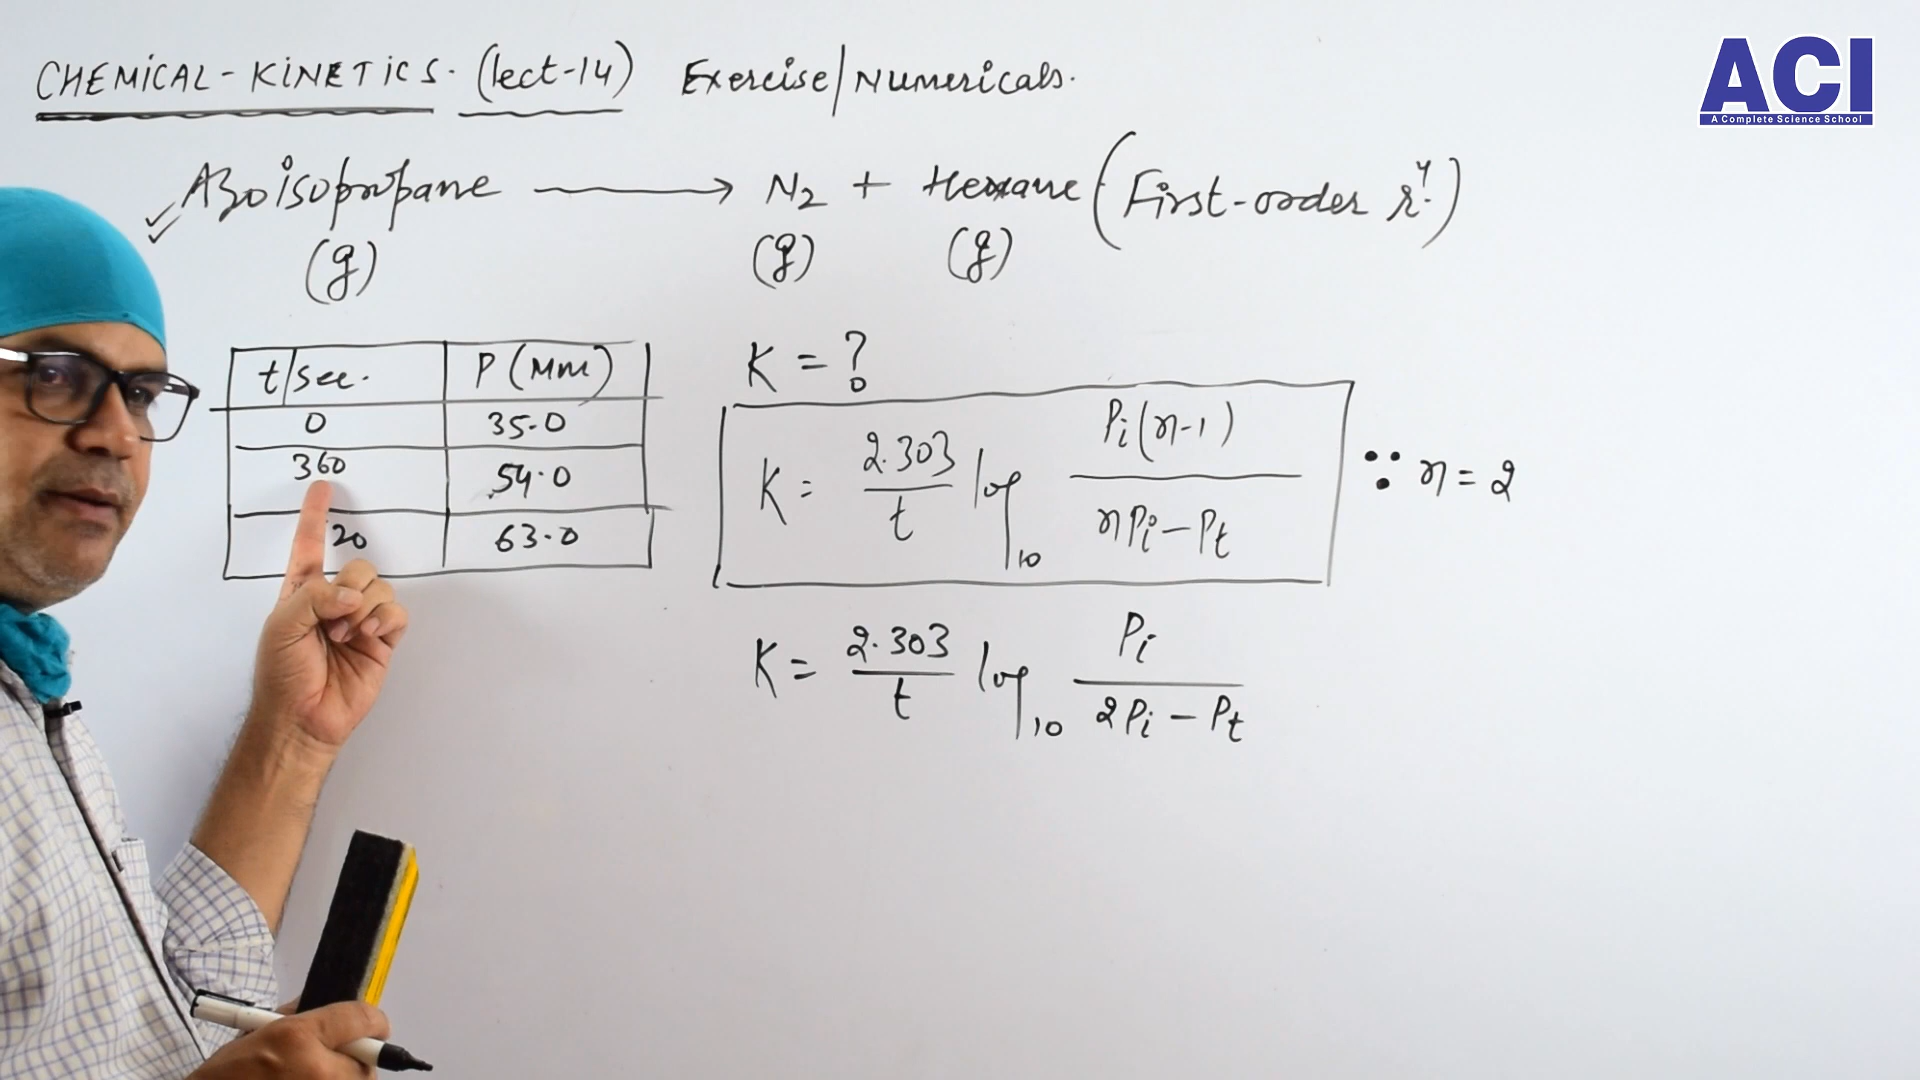 CHEMICAL-KINETICS. (lect-14) Exercise/Numericals.
ACI
A Complete Science School
Azoisopropane ⟶ N2 + Hexane (First-order rʸ.)
(g) (g) (g)
t/sec. P (Mm)
0 35.0
360 54.0
20 63.0
K = ?
K = 2.303/t log10 Pi(n-1)/nPi-Pt ∵ n = 2
K = 2.303/t log10 Pi/2Pi-Pt